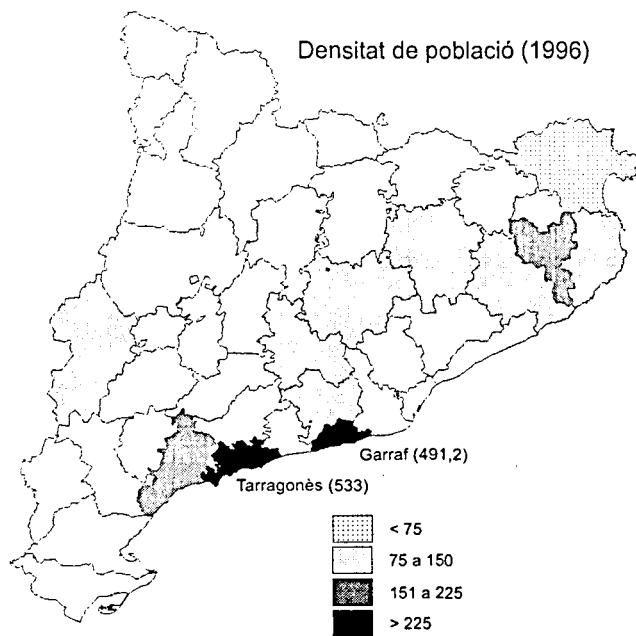 Densitat de població (1996)
Garraf (491,2)
Tarragonès (533)
< 75
75 a 150
151 a 225
> 225